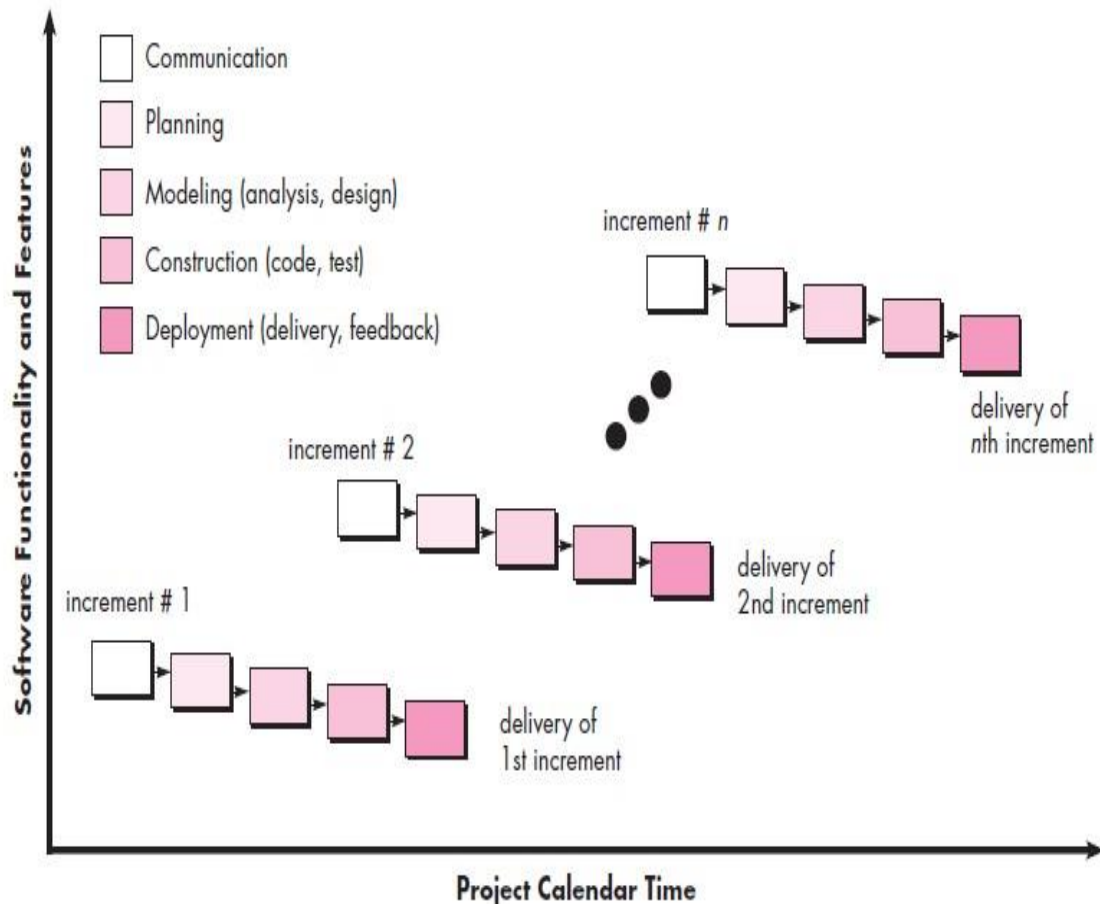 Software Functionality and Features
Communication
Planning
Modeling (analysis, design)
Construction (code, test)
Deployment (delivery, feedback)
increment # n
delivery of
nth increment
increment # 2
delivery of
2nd increment
increment # 1
delivery of
1st increment
Project Calendar Time